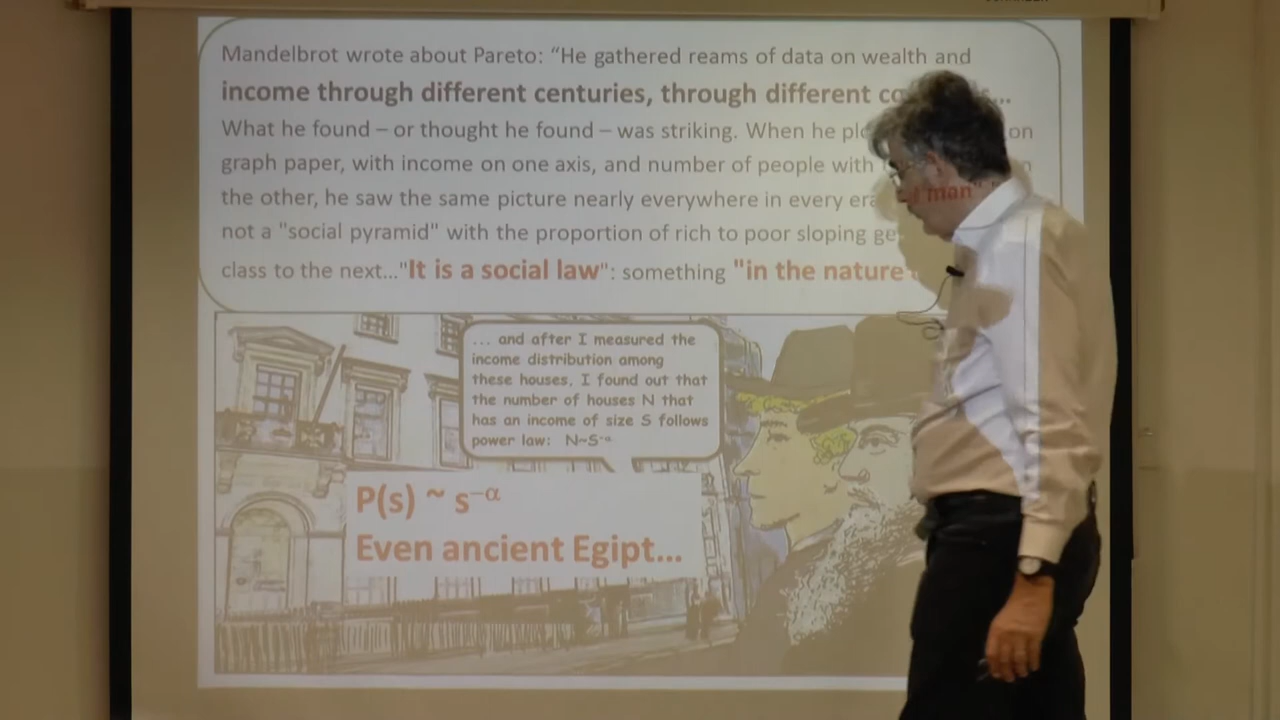 Mandelbrot wrote about Pareto: “He gathered reams of data on wealth and
income through different centuries, through different
What he found – or thought he found – was striking. When he on
graph paper, with income on one axis, and number of people with
the other, he saw the same picture nearly everywhere in every
not a "social pyramid" with the proportion of rich to poor sloping
class to the next..."It is a social law": something "in the nature of man"
... and after I measured the
income distribution among
these houses, I found out that
the number of houses N that
has an income of size S follows
power law: N~S^-α
P(s) ~ s^−α
Even ancient Egipt...